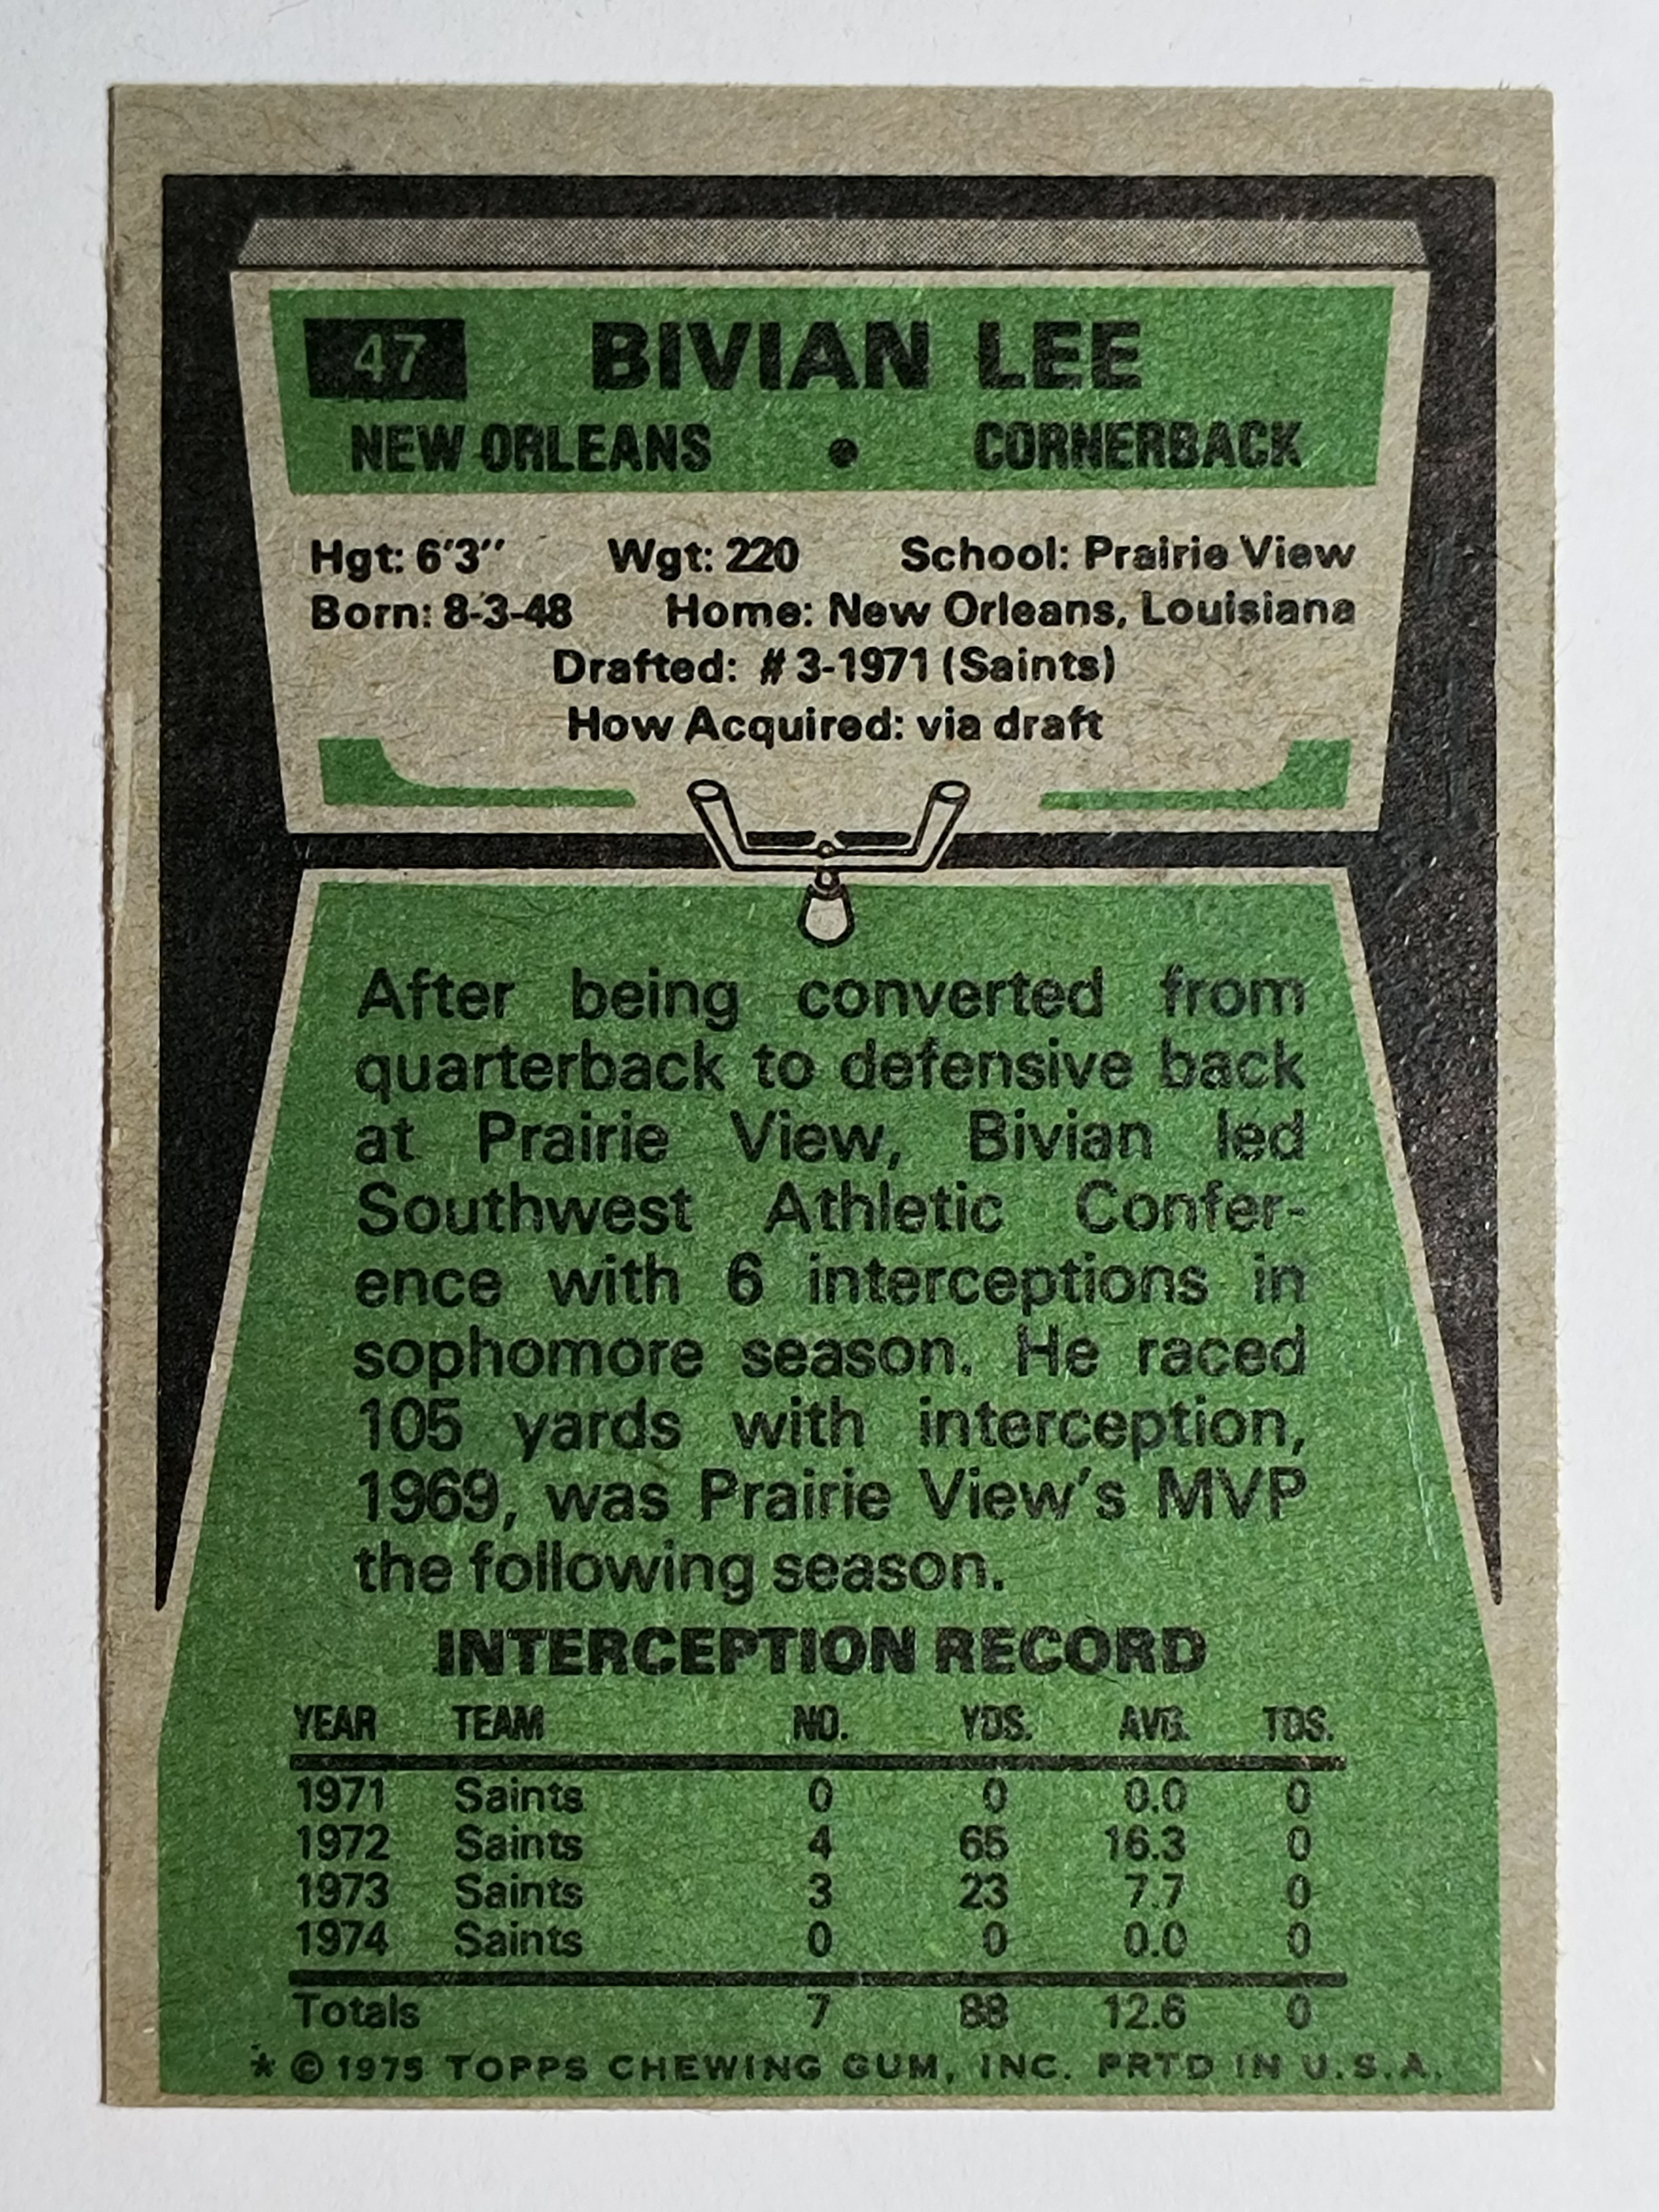 47 BIVIAN LEE
NEW ORLEANS • CORNERBACK
Hgt: 6'3'' Wgt: 220 School: Prairie View
Born: 8-3-48 Home: New Orleans, Louisiana
Drafted: # 3-1971 (Saints)
How Acquired: via draft
After being converted from
quarterback to defensive back
at Prairie View, Bivian led
Southwest Athletic Confer-
ence with 6 interceptions in
sophomore season. He raced
105 yards with interception,
1969, was Prairie View's MVP
the following season.
INTERCEPTION RECORD
YEAR TEAM NO. YDS. AVG. TDS.
1971 Saints 0 0 0.0 0
1972 Saints 4 65 16.3 0
1973 Saints 3 23 7.7 0
1974 Saints 0 0 0.0 0
Totals 7 88 12.6 0
* © 1975 TOPPS CHEWING GUM, INC. PRTD IN U.S.A.